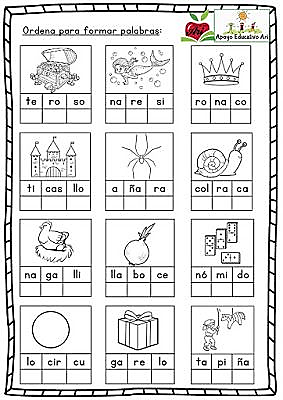 Ordena para formar palabras:
Apoyo Educativo Ari
te ro so
na re si
ro na co
ti cas llo
a ña ra
col ra ca
na ga lli
lla bo ce
nó mi do
lo cir cu
ga re lo
ta pi ña